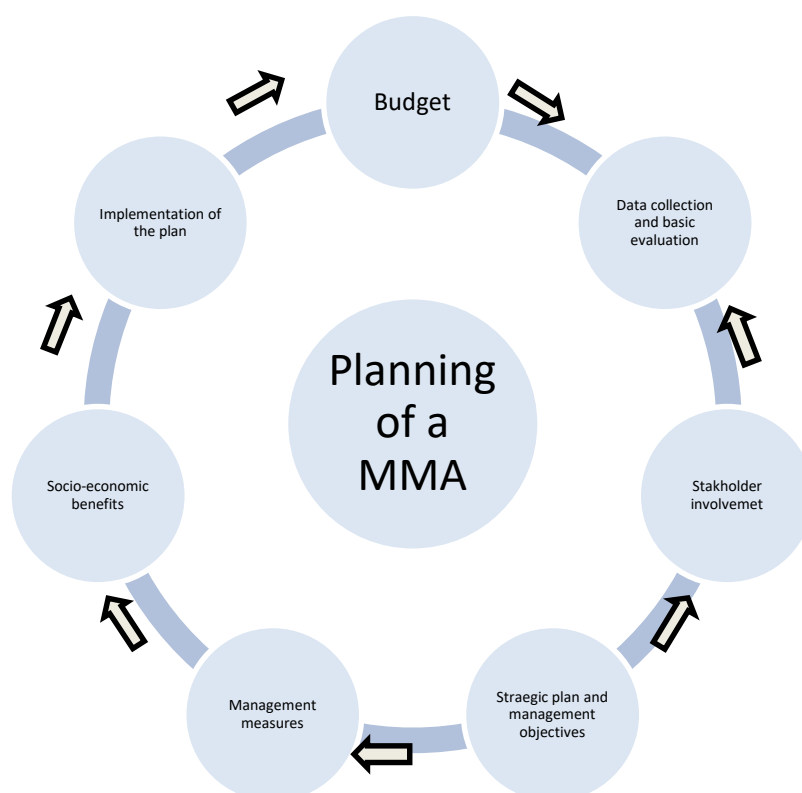 Budget
Data collection
and basic
evaluation
Stakholder
involvemet
Straegic plan and
management
objectives
Management
measures
Socio-economic
benefits
Implementation of
the plan
Planning
of a
MMA